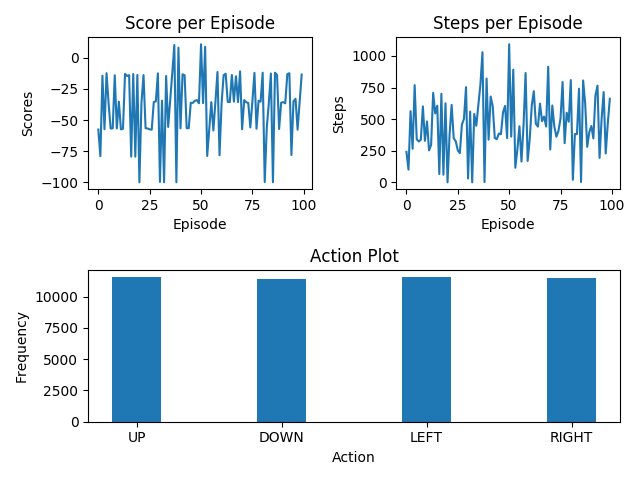 Score per Episode
Steps per Episode
0
−25
−50
−75
−100
Scores
0 25 50 75 100
Episode
1000
750
500
250
0
Steps
0 25 50 75 100
Episode
Action Plot
10000
7500
5000
2500
0
Frequency
UP DOWN LEFT RIGHT
Action